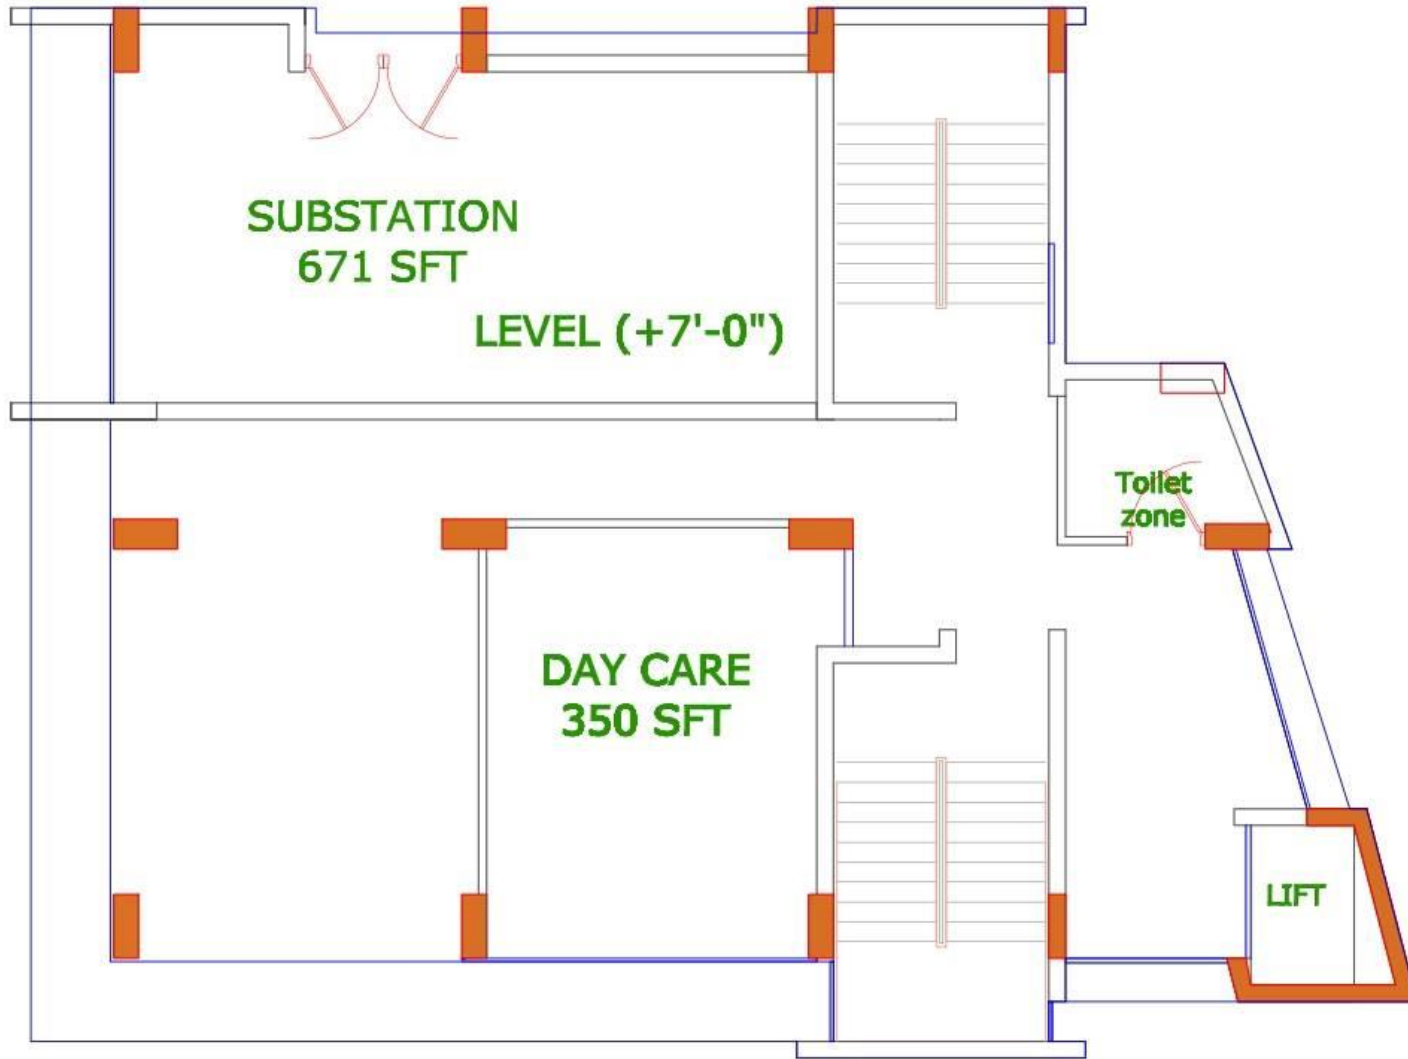 SUBSTATION
671 SFT
LEVEL (+7'-0")
Toilet
zone
DAY CARE
350 SFT
LIFT